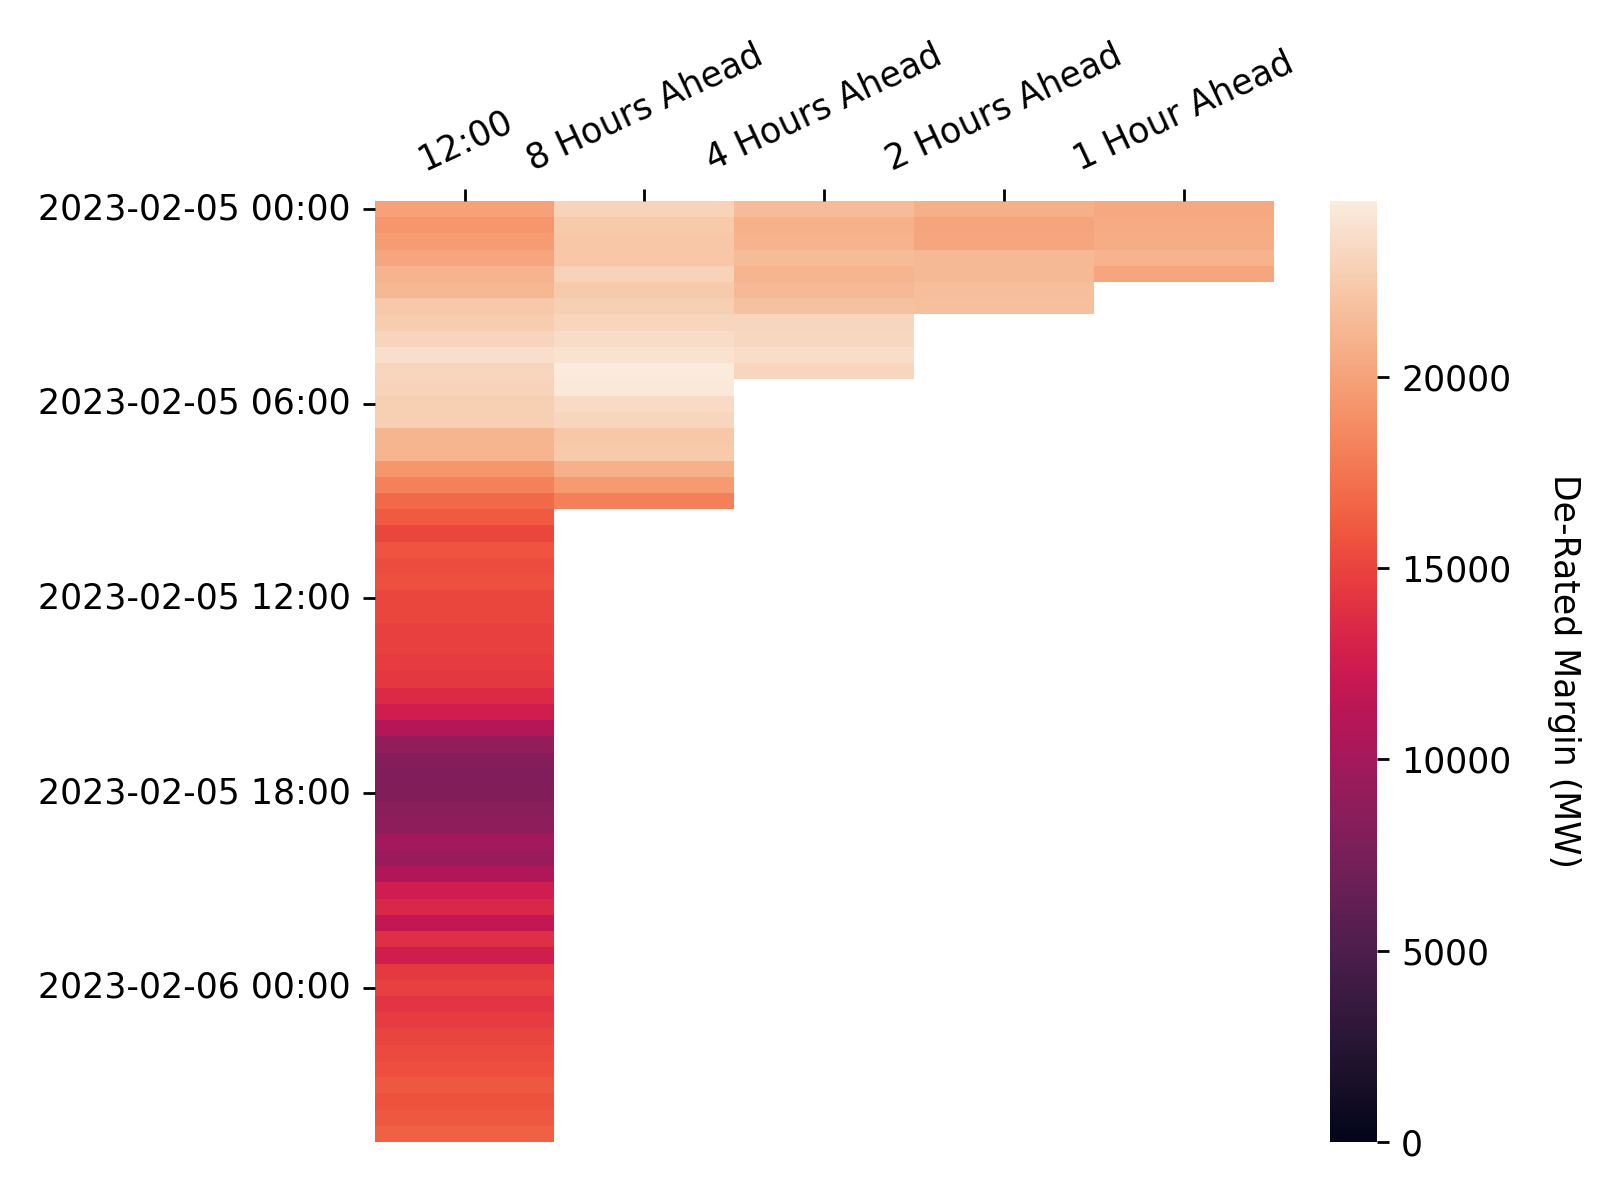 12:00
8 Hours Ahead
4 Hours Ahead
2 Hours Ahead
1 Hour Ahead
2023-02-05 00:00
2023-02-05 06:00
2023-02-05 12:00
2023-02-05 18:00
2023-02-06 00:00
20000
15000
10000
5000
0
De-Rated Margin (MW)